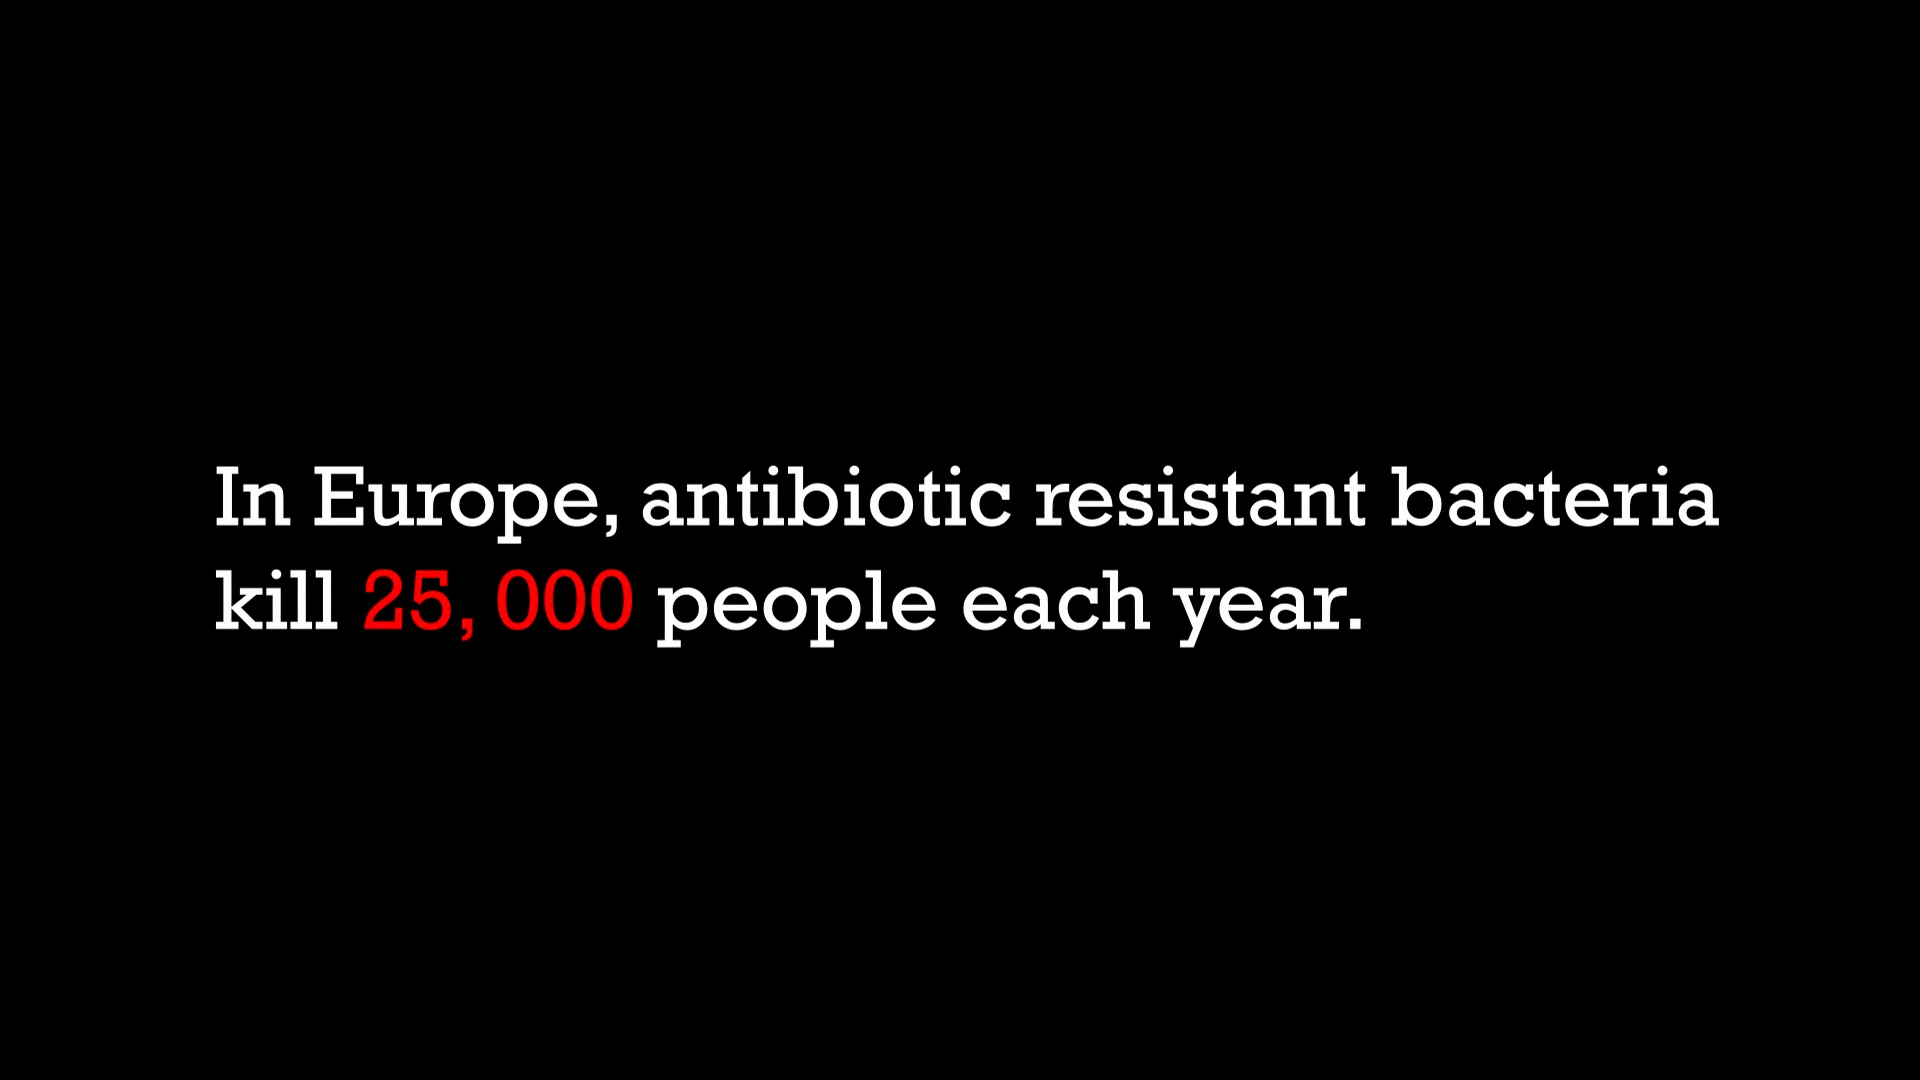 In Europe, antibiotic resistant bacteria
kill 25, 000 people each year.